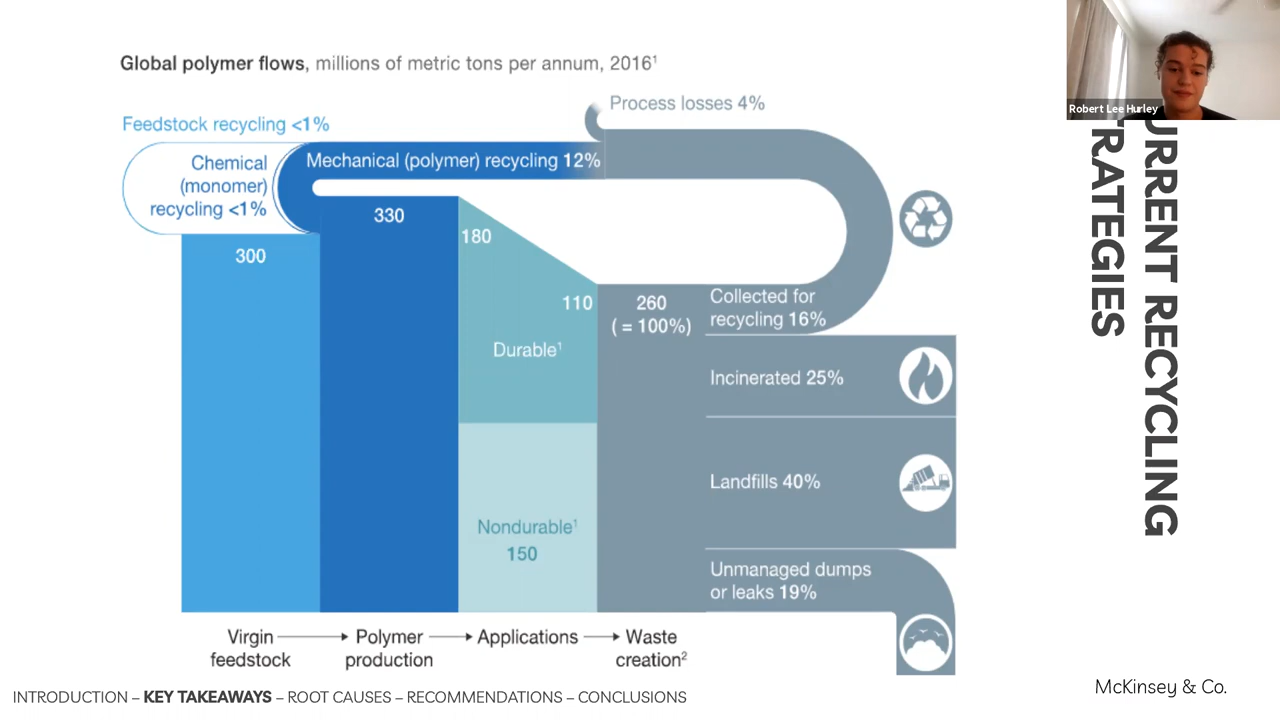 Global polymer flows, millions of metric tons per annum, 2016¹
Process losses 4%
Feedstock recycling <1%
Mechanical (polymer) recycling 12%
Chemical
(monomer)
recycling <1%
300
330
180
110
Durable¹
Nondurable¹
150
260
( = 100%)
Collected for
recycling 16%
Incinerated 25%
Landfills 40%
Unmanaged dumps
or leaks 19%
Virgin
feedstock
Polymer
production
Applications
Waste
creation²
Robert Lee Hurley
URRENT RECYCLING
TRATEGIES
INTRODUCTION – KEY TAKEAWAYS – ROOT CAUSES – RECOMMENDATIONS – CONCLUSIONS
McKinsey & Co.